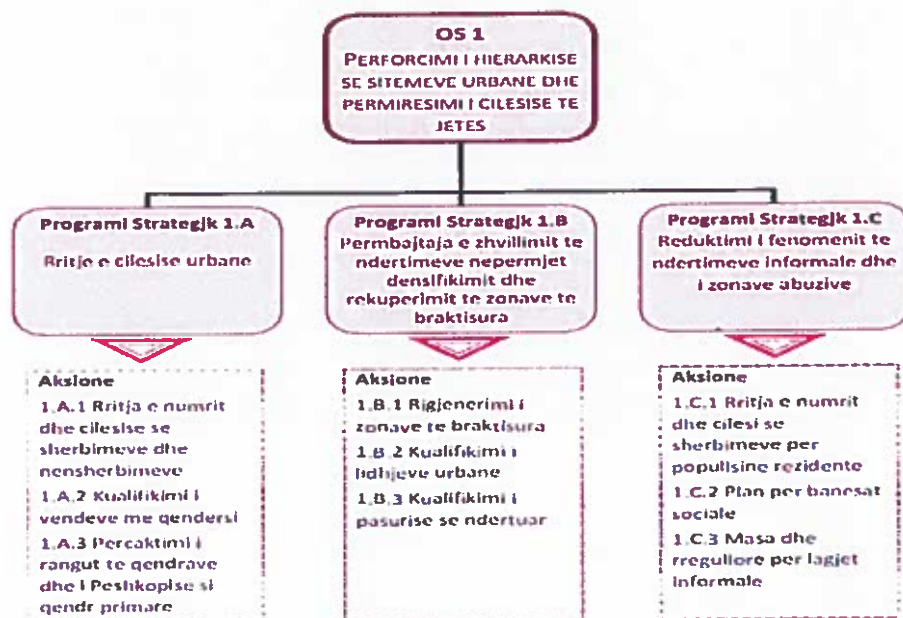 OS 1
PERFORCIMI I HIERARKISE
SE SITEMEVE URBANE DHE
PERMIRESIMI I CILESISE TE
JETES
Programi Strategjk 1.A
Rritje e cilesise urbane
Programi Strategjk 1.B
Permbajtaja e zhvillimit te
ndertimeve nepermjet
densifikimit dhe
rekuperimit te zonave te
braktisura
Programi Strategjk 1.C
Reduktimi i fenomenit te
ndertimeve informale dhe
i zonave abuzive
Aksione
1.A.1 Rritja e numrit
dhe cilesise se
sherbimeve dhe
nensherbimeve
1.A.2 Kualifikimi i
vendeve me qendersi
1.A.3 Percaktimi i
rangut te qendrave
dhe i Peshkopise si
qendr primare
Aksione
1.B.1 Rigjenerimi i
zonave te braktisura
1.B.2 Kualifikimi i
lidhjeve urbane
1.B.3 Kualifikimi i
pasurise se ndertuar
Aksione
1.C.1 Rritja e numrit
dhe cilesi se
sherbimeve per
popullsine rezidente
1.C.2 Plan per banesat
sociale
1.C.3 Masa dhe
rregullore per lagjet
informale